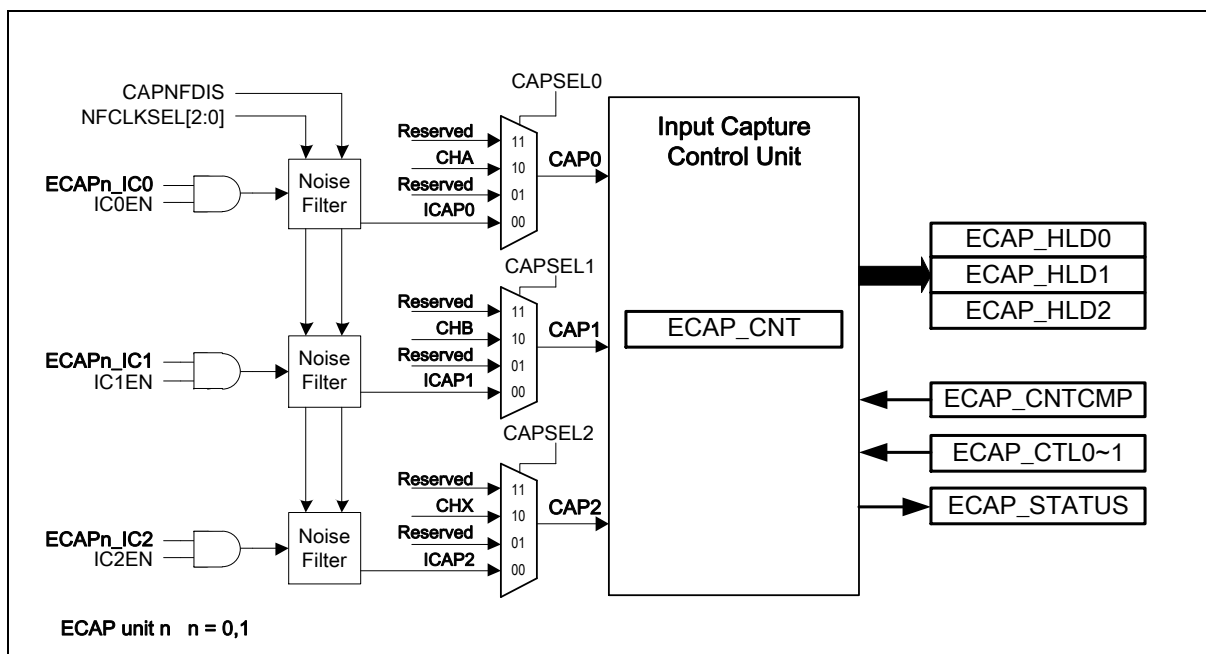 CAPNFDIS
NFCLKSEL[2:0]
ECAPn_IC0
IC0EN
Noise
Filter
Reserved
CHA
Reserved
ICAP0
CAPSEL0
11
10
01
00
CAP0
ECAPn_IC1
IC1EN
Noise
Filter
Reserved
CHB
Reserved
ICAP1
CAPSEL1
11
10
01
00
CAP1
ECAPn_IC2
IC2EN
Noise
Filter
Reserved
CHX
Reserved
ICAP2
CAPSEL2
11
10
01
00
CAP2
Input Capture
Control Unit
ECAP_CNT
ECAP_HLD0
ECAP_HLD1
ECAP_HLD2
ECAP_CNTCMP
ECAP_CTL0~1
ECAP_STATUS
ECAP unit n n = 0,1